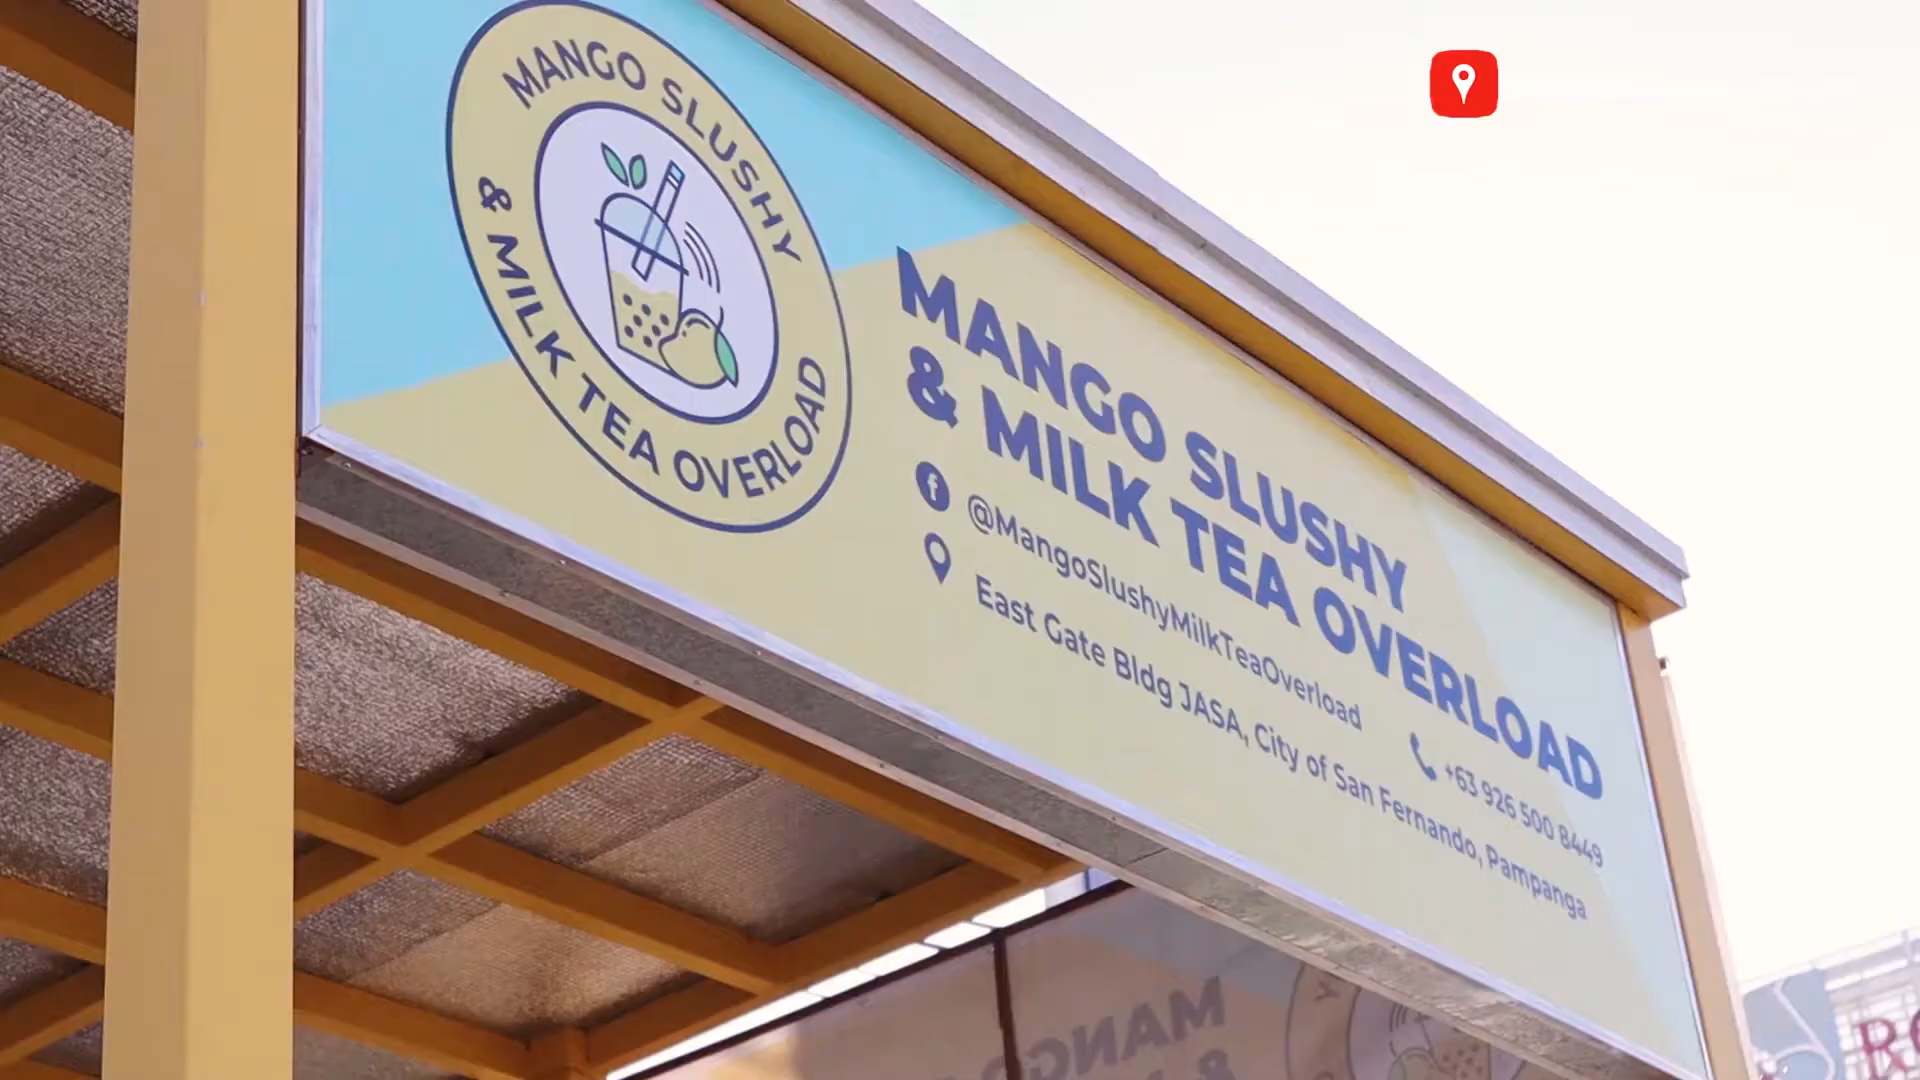 MANGO SLUSHY
& MILK TEA OVERLOAD
MANGO SLUSHY
& MILK TEA OVERLOAD
@MangoSlushyMilkTeaOverload
+63 926 500 8449
East Gate Bldg JASA, City of San Fernando, Pampanga
MANGO
&